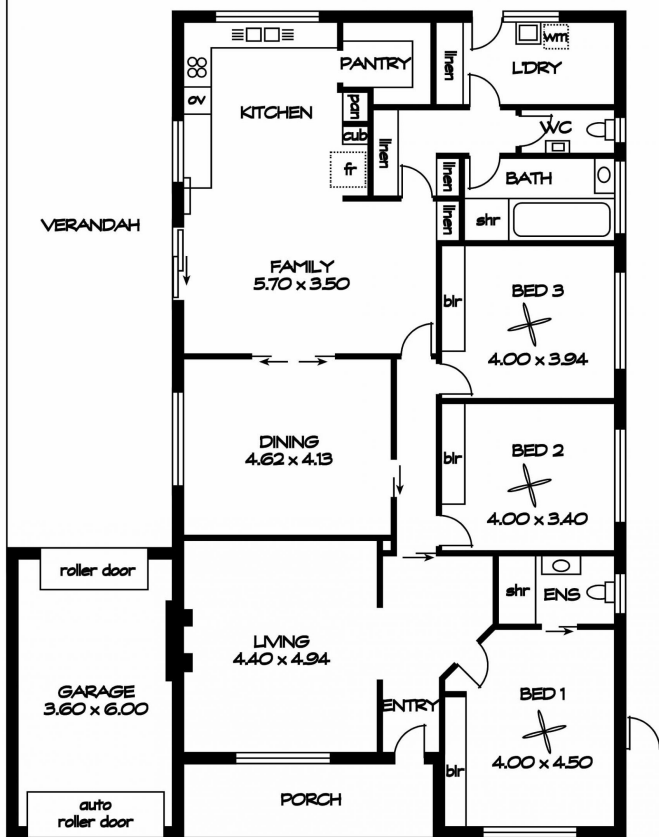 PANTRY
linen
wm
L'DRY
ov
KITCHEN
pan
cub
fr
linen
WC
linen
BATH
linen
shr
VERANDAH
FAMILY
5.70 x 3.50
bir
BED 3
4.00 x 3.94
DINING
4.62 x 4.13
bir
BED 2
4.00 x 3.40
roller door
shr
ENS
LIVING
4.40 x 4.94
GARAGE
3.60 x 6.00
ENTRY
BED 1
4.00 x 4.50
bir
PORCH
auto
roller door